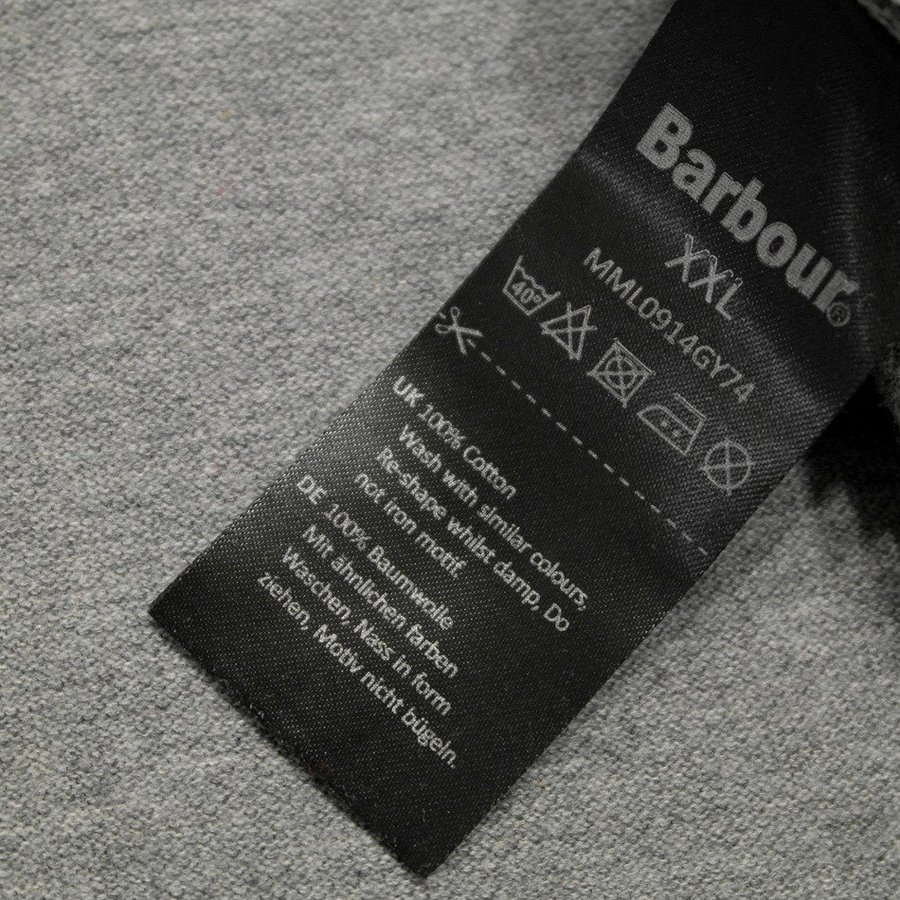 Barbour®
XXL
MML0914GY74
40°
UK 100% Cotton
Wash with similar colours,
Re-shape whilst damp, Do
not iron motif.
DE 100% Baumwolle
Mit ähnlichen farben
Waschen, Nass in form
ziehen, Motiv nicht bügeln.